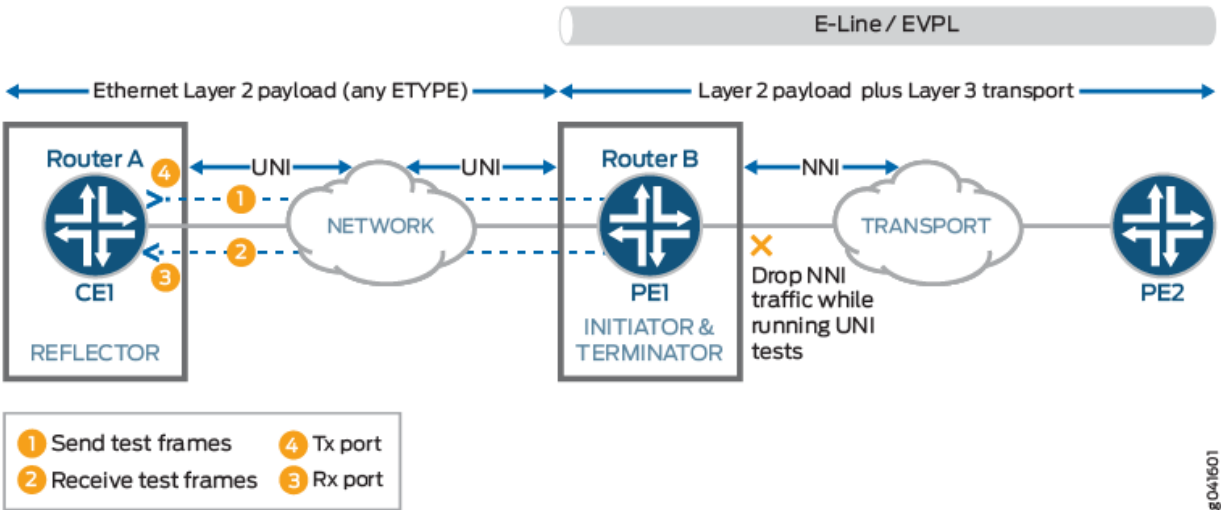 E-Line / EVPL
Ethernet Layer 2 payload (any ETYPE)
Layer 2 payload plus Layer 3 transport
Router A
4
UNI
UNI
Router B
NNI
1
NETWORK
TRANSPORT
2
3
CE1
PE1
PE2
Drop NNI
traffic while
running UNI
tests
REFLECTOR
INITIATOR &
TERMINATOR
1 Send test frames
4 Tx port
2 Receive test frames
3 Rx port
g041601